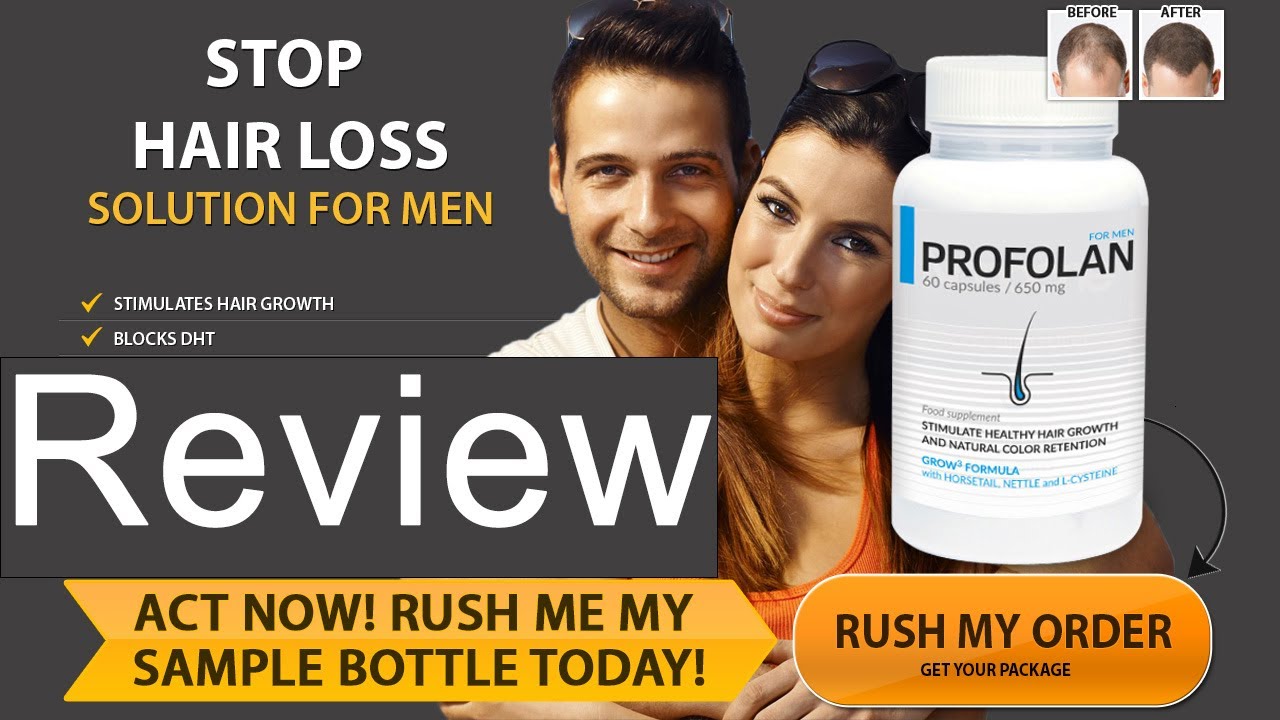 STOP
HAIR LOSS
SOLUTION FOR MEN
STIMULATES HAIR GROWTH
BLOCKS DHT
Review
ACT NOW! RUSH ME MY
SAMPLE BOTTLE TODAY!
BEFORE
AFTER
FOR MEN
PROFOLAN
60 capsules / 650 mg
Food supplement
STIMULATE HEALTHY HAIR GROWTH
AND NATURAL COLOR RETENTION
GROW³ FORMULA
with HORSETAIL, NETTLE and L-CYSTEINE
RUSH MY ORDER
GET YOUR PACKAGE